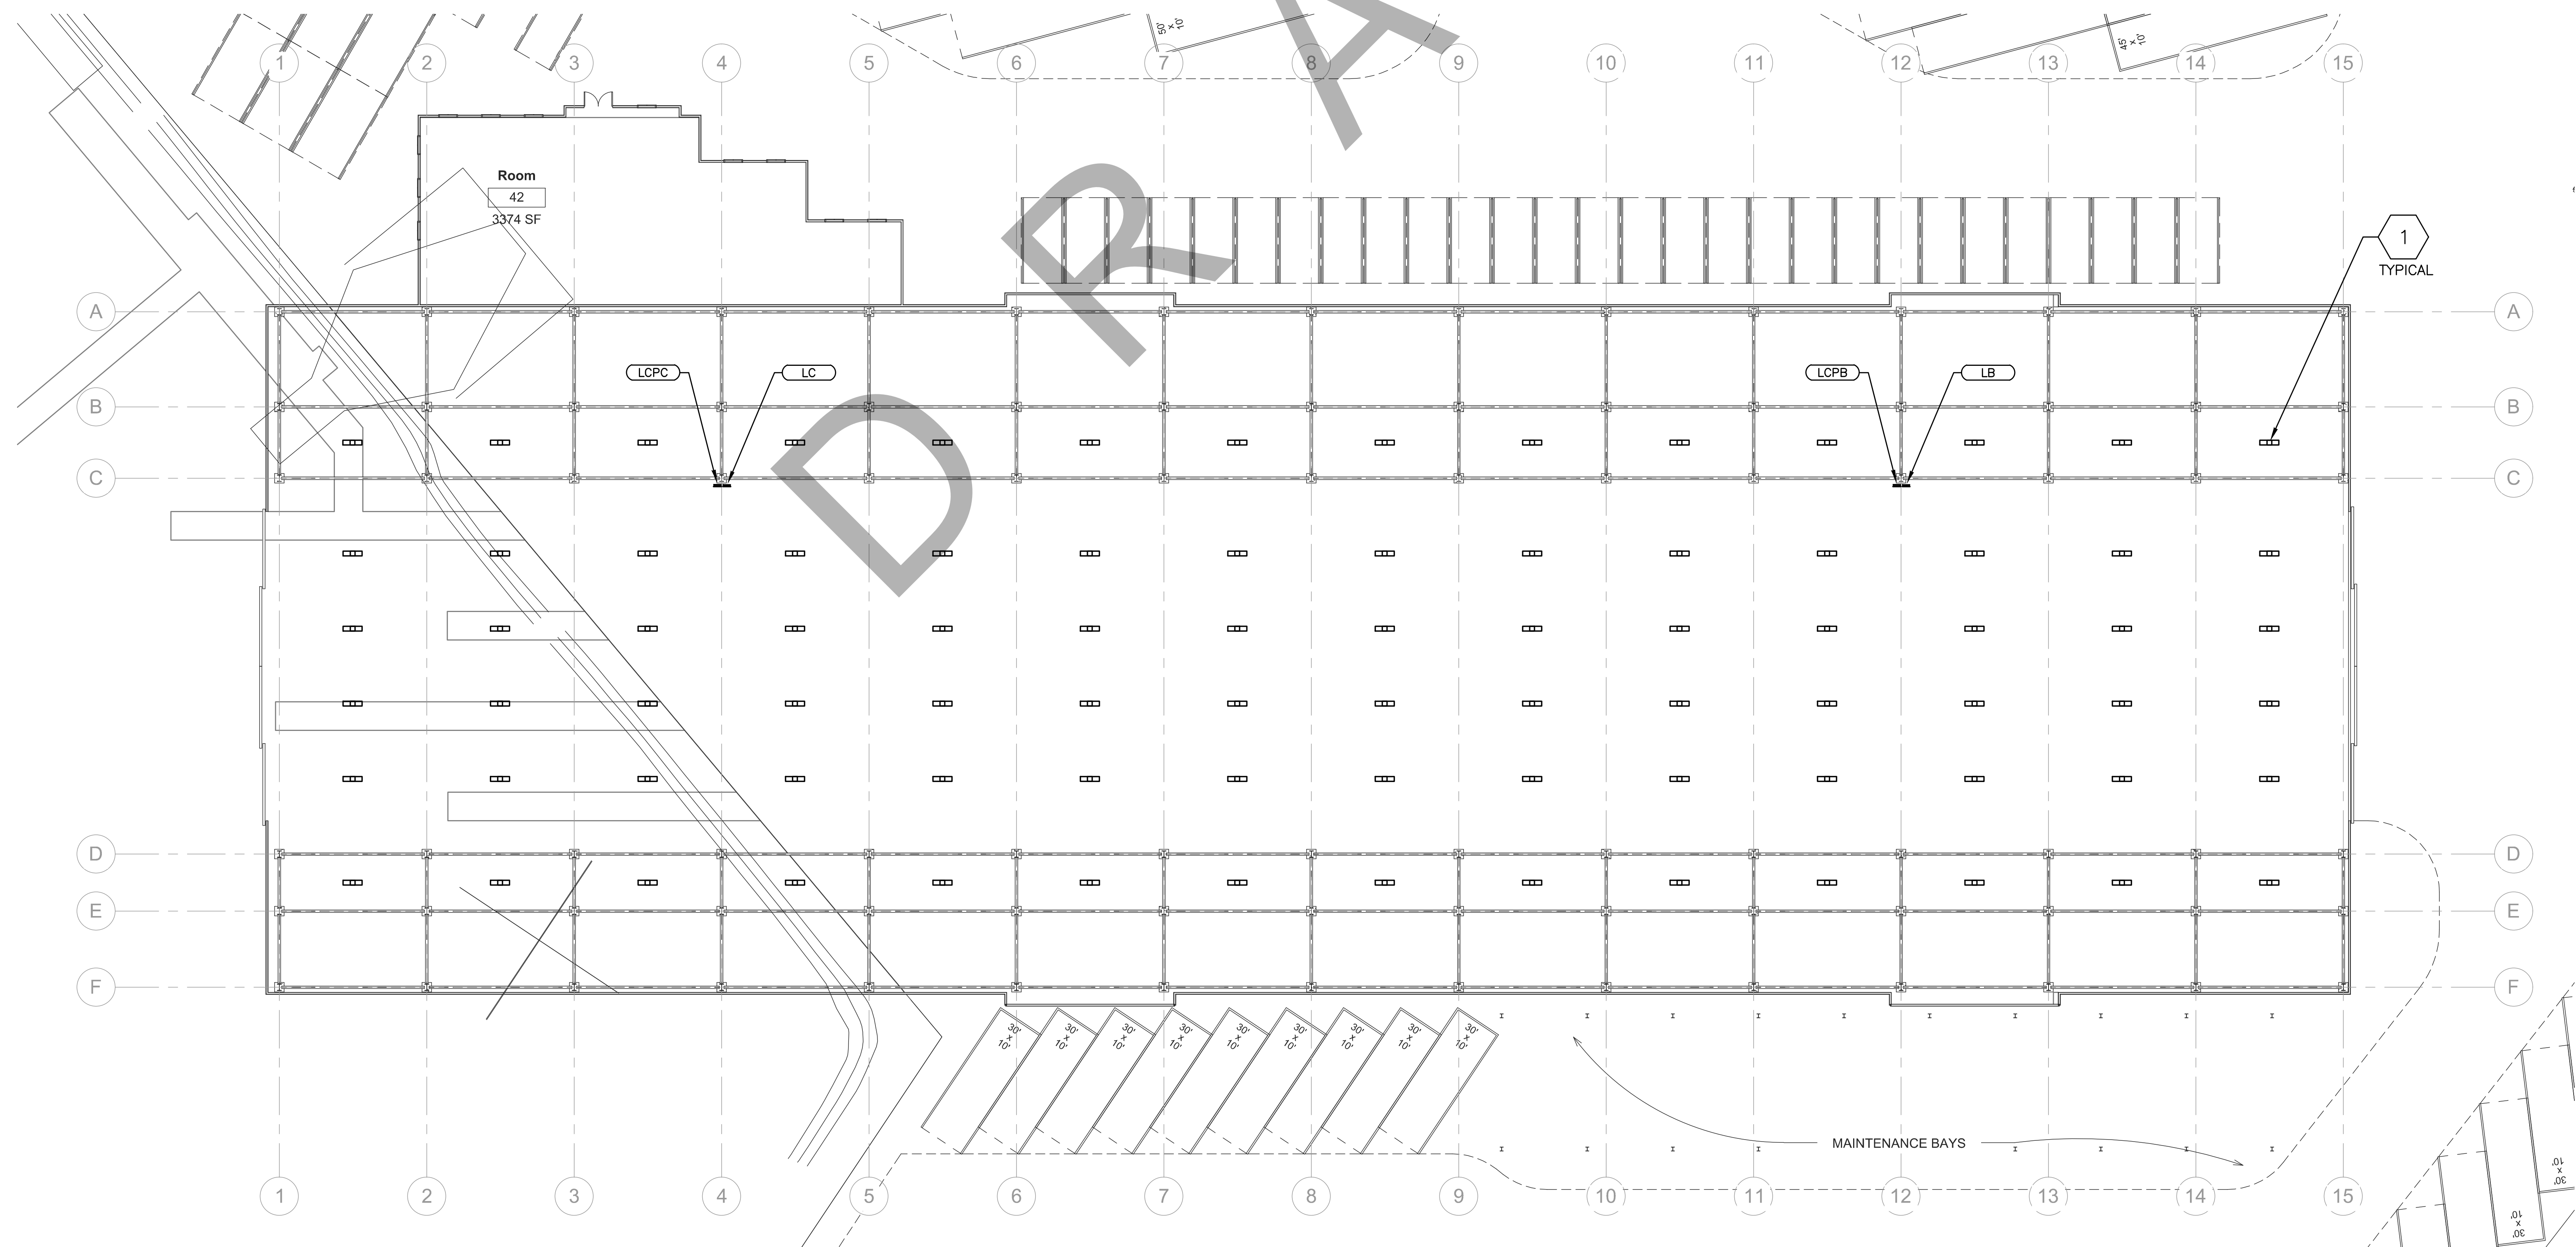 50'
x
10'
45'
x
10'
1 2 3 4 5 6 7 8 9 10 11 12 13 14 15
Room
42
3374 SF
1
TYPICAL
A A
LCPC LC LCPB LB
B B
C C
D R A
D D
E E
F F
30' 30' 30' 30' 30' 30' 30' 30' 30'
x x x x x x x x x
10' 10' 10' 10' 10' 10' 10' 10' 10'
MAINTENANCE BAYS
1 2 3 4 5 6 7 8 9 10 11 12 13 14 15
30'
x
10'
30'
x
10'